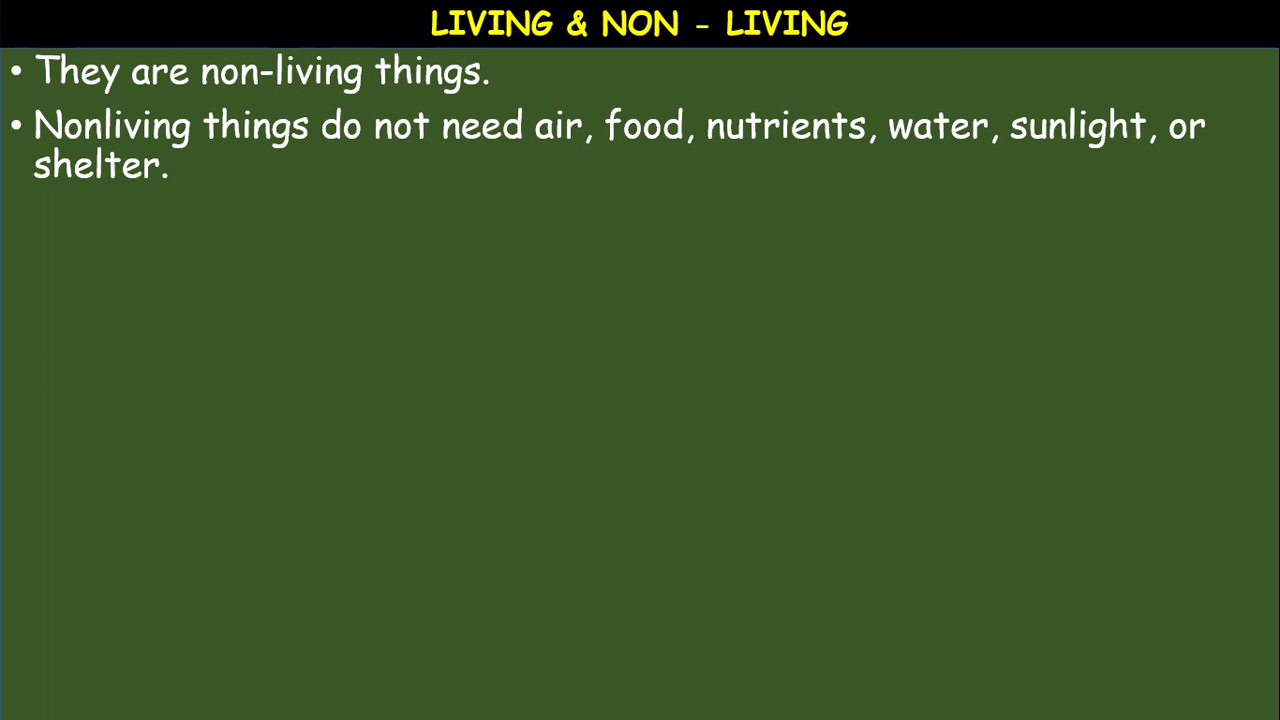 LIVING & NON - LIVING
• They are non-living things.
• Nonliving things do not need air, food, nutrients, water, sunlight, or
shelter.